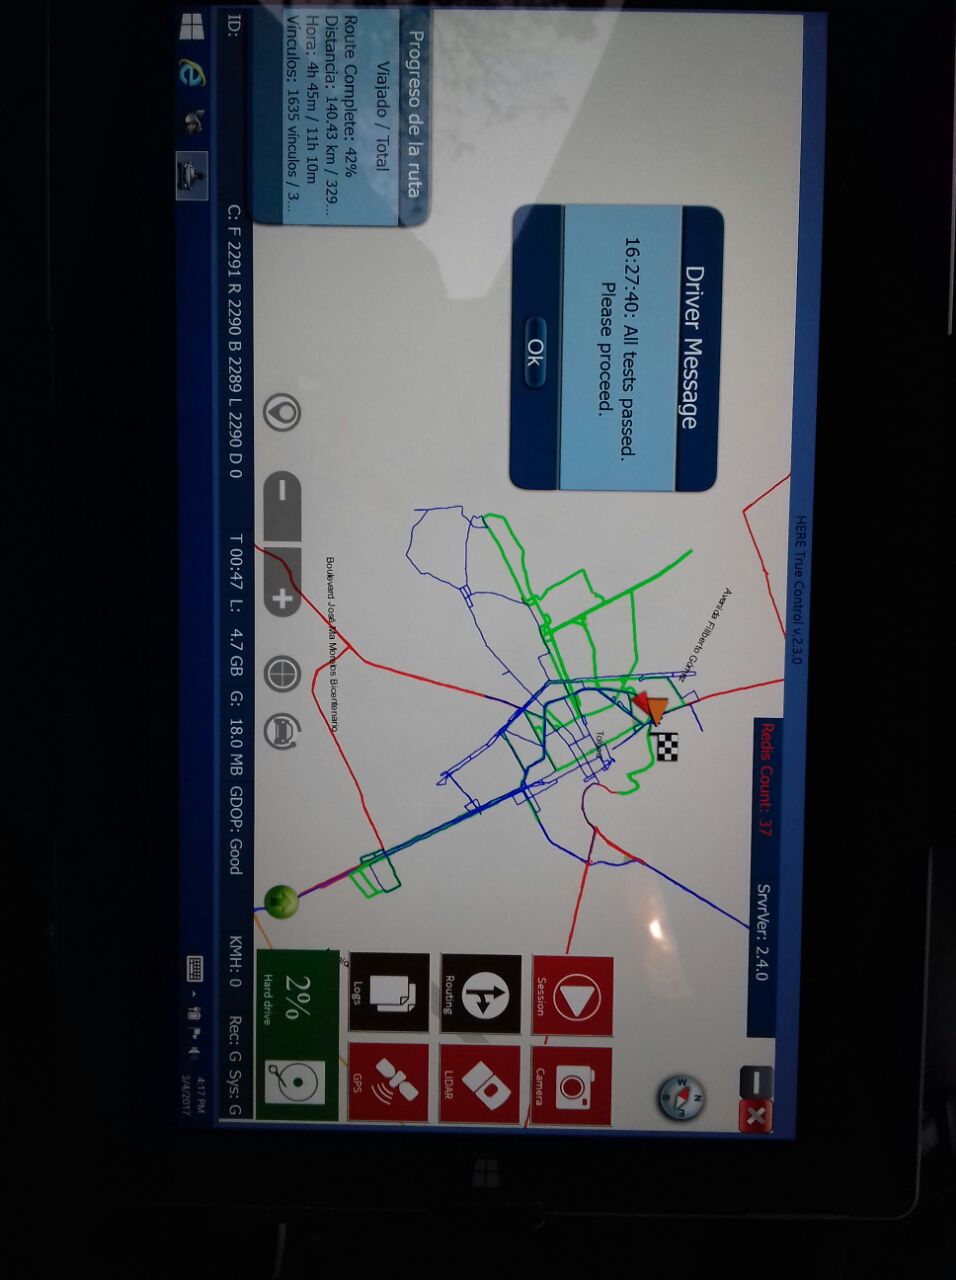 HERE True Control v.2.3.0
Redis Count: 37
SrvrVer: 2.4.0
Driver Message
16:27:40: All tests passed.
Please proceed.
Ok
Avenida Filiberto Gómez
Boulevard José Ma Morelos Bicentenario
Session
Camera
Routing
LIDAR
Logs
GPS
2%
Hard drive
Progreso de la ruta
Viajado / Total
Route Complete: 42%
Distancia: 140.43 km / 329...
Hora: 4h 45m / 11h 10m
Vínculos: 1635 vínculos / 3...
N
W
E
S
ID:
C: F 2291 R 2290 B 2289 L 2290 D 0
T 00:47 L: 4.7 GB G: 18.0 MB GDOP: Good
KMH: 0 Rec: G Sys: G
4:17 PM
3/4/2017